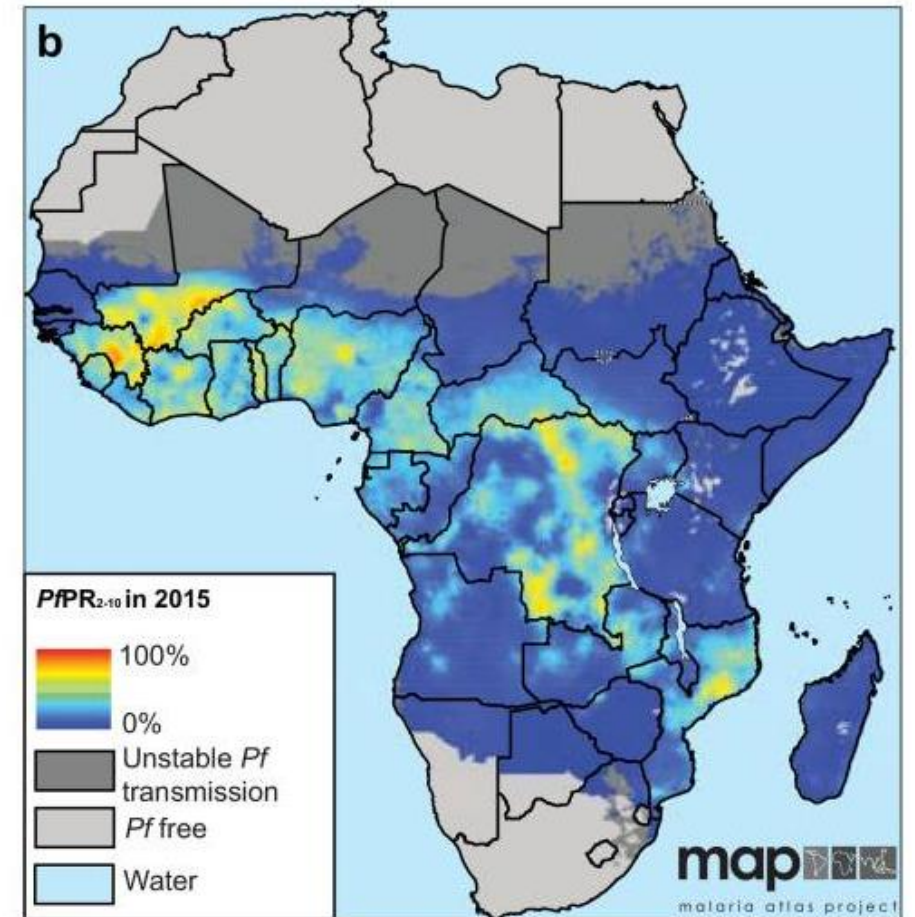 b
PfPR2-10 in 2015
100%
0%
Unstable Pf
transmission
Pf free
Water
map
malaria atlas project